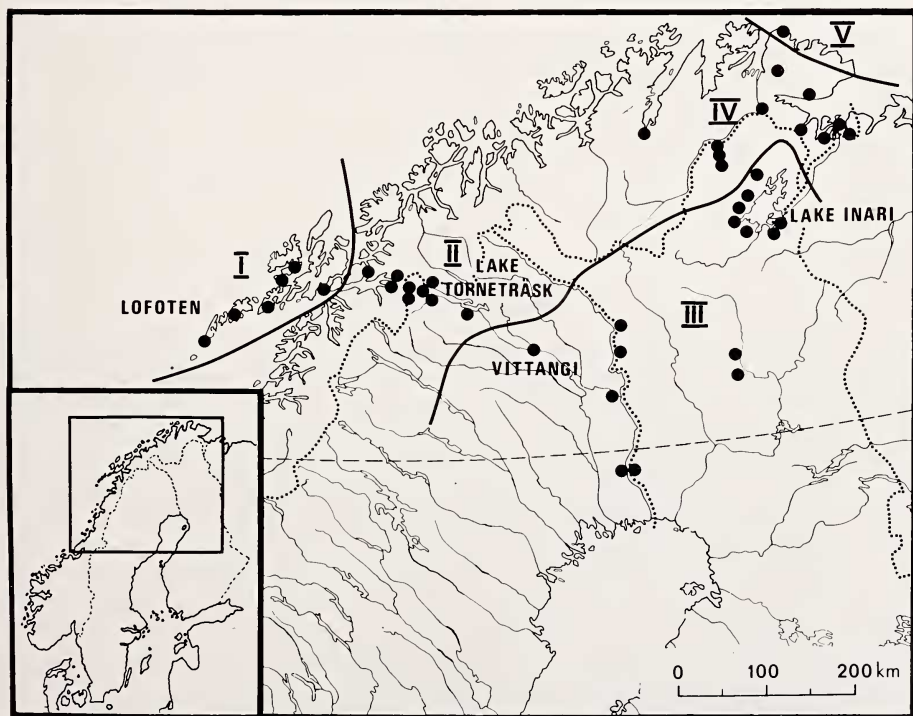 V
IV
LAKE INARI
I
II
LAKE
TORNETRÄSK
LOFOTEN
III
VITTANGI
0 100 200 km